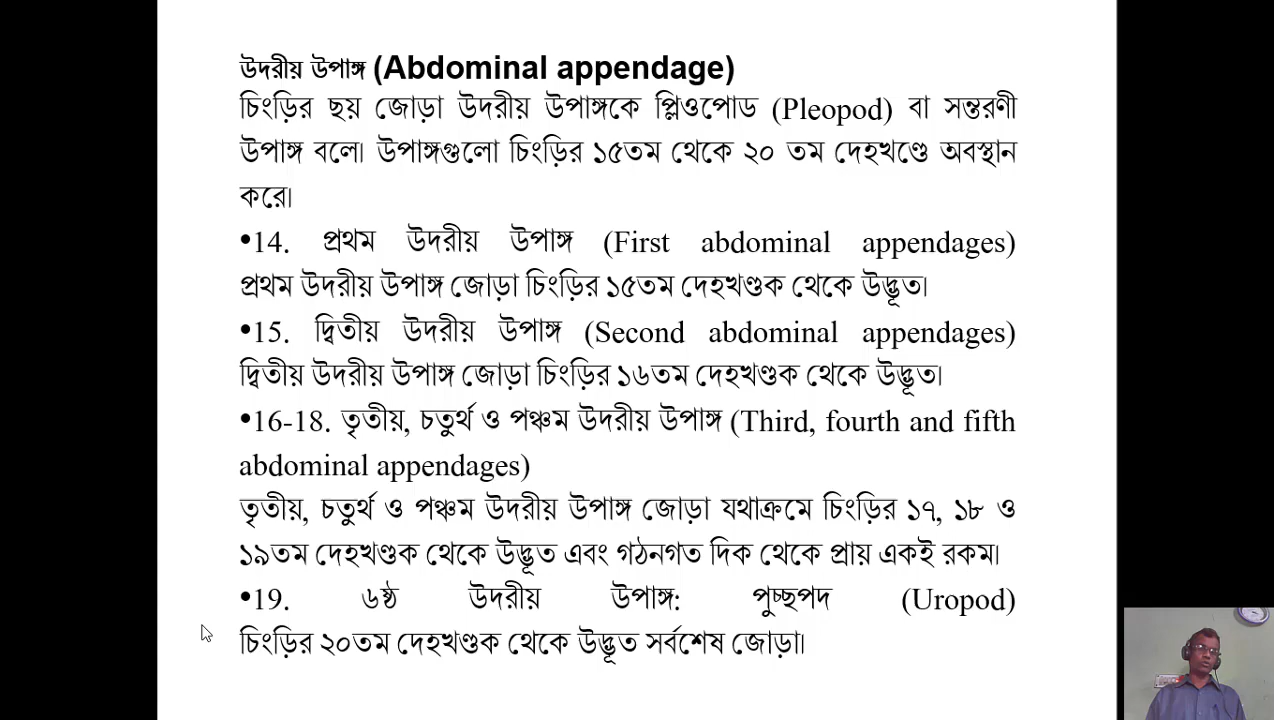 উদরীয় উপাঙ্গ (Abdominal appendage)
চিংড়ির ছয় জোড়া উদরীয় উপাঙ্গকে প্লিওপোড (Pleopod) বা সন্তরণী
উপাঙ্গ বলে। উপাঙ্গগুলো চিংড়ির ১৫তম থেকে ২০ তম দেহখণ্ডে অবস্থান
করে।
•14. প্রথম উদরীয় উপাঙ্গ (First abdominal appendages)
প্রথম উদরীয় উপাঙ্গ জোড়া চিংড়ির ১৫তম দেহখণ্ডক থেকে উদ্ভূত।
•15. দ্বিতীয় উদরীয় উপাঙ্গ (Second abdominal appendages)
দ্বিতীয় উদরীয় উপাঙ্গ জোড়া চিংড়ির ১৬তম দেহখণ্ডক থেকে উদ্ভূত।
•16-18. তৃতীয়, চতুর্থ ও পঞ্চম উদরীয় উপাঙ্গ (Third, fourth and fifth
abdominal appendages)
তৃতীয়, চতুর্থ ও পঞ্চম উদরীয় উপাঙ্গ জোড়া যথাক্রমে চিংড়ির ১৭, ১৮ ও
১৯তম দেহখণ্ডক থেকে উদ্ভূত এবং গঠনগত দিক থেকে প্রায় একই রকম।
•19. ৬ষ্ঠ উদরীয় উপাঙ্গ: পুচ্ছপদ (Uropod)
চিংড়ির ২০তম দেহখণ্ডক থেকে উদ্ভূত সর্বশেষ জোড়া।